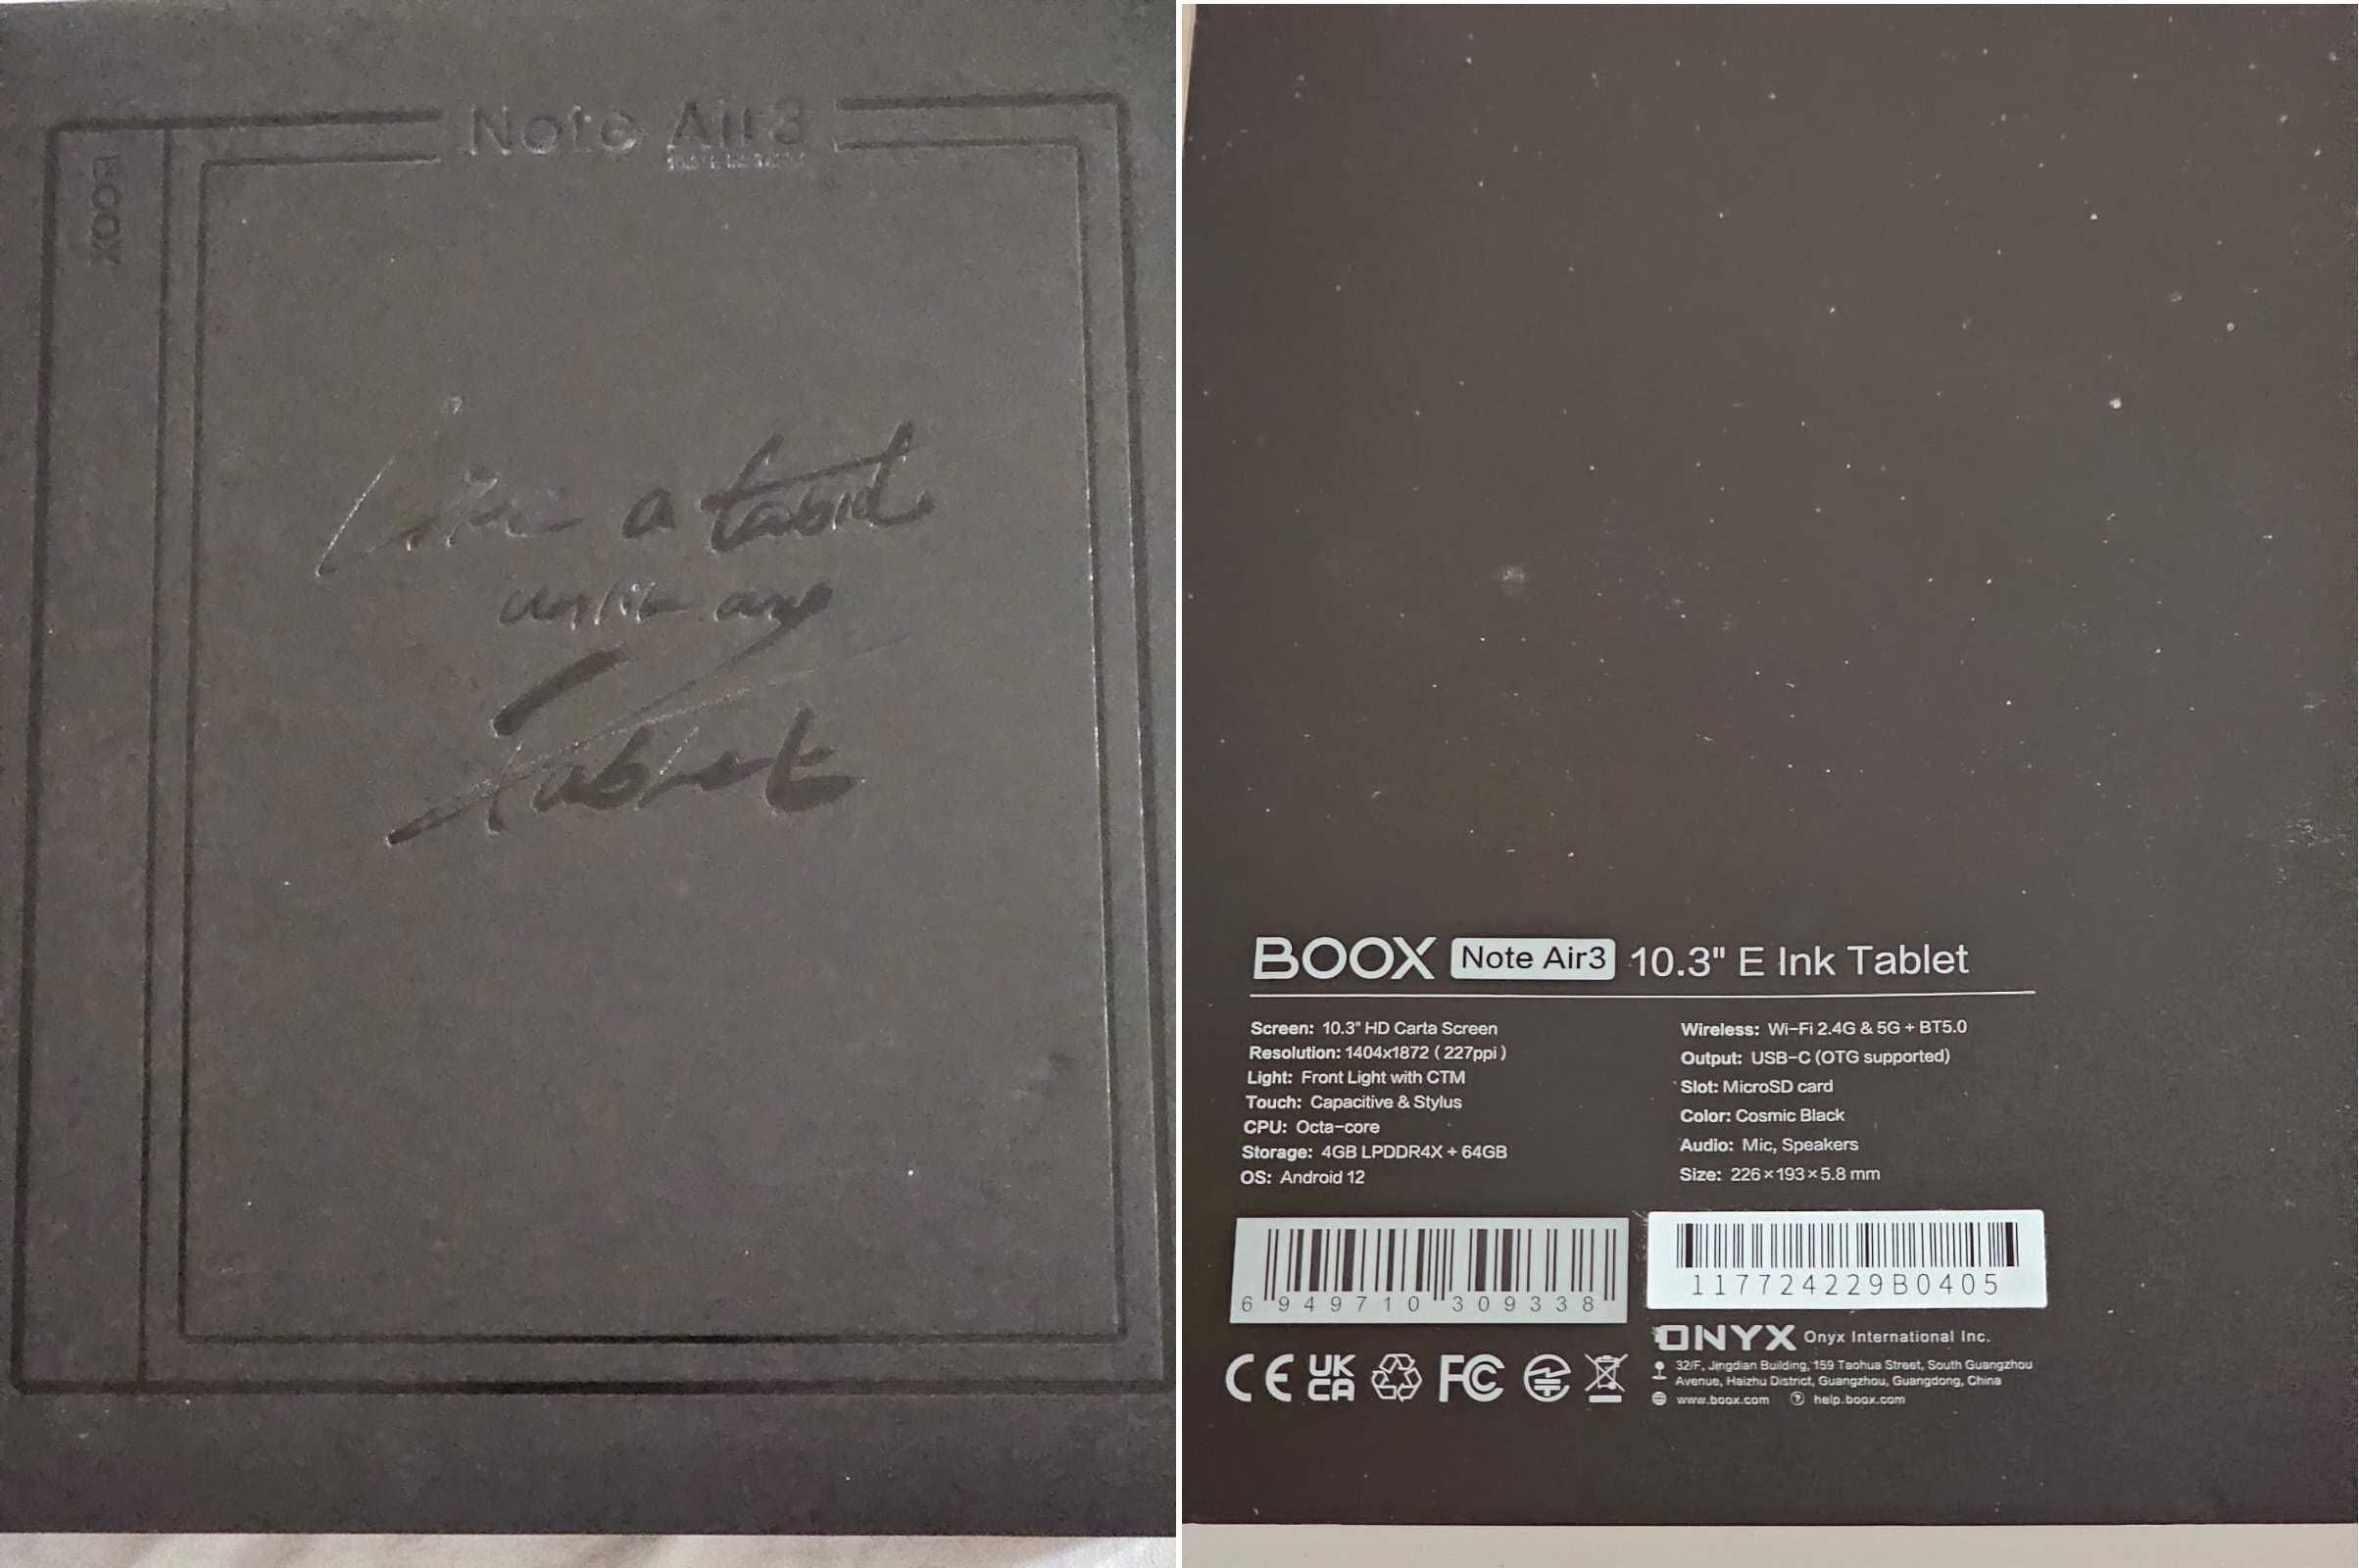 Note Air3
BOOX
Like a tablet
unlike any
Tablet
BOOX Note Air3 10.3" E Ink Tablet
Screen: 10.3" HD Carta Screen
Resolution: 1404x1872 ( 227ppi )
Light: Front Light with CTM
Touch: Capacitive & Stylus
CPU: Octa-core
Storage: 4GB LPDDR4X + 64GB
OS: Android 12
Wireless: Wi-Fi 2.4G & 5G + BT5.0
Output: USB-C (OTG supported)
Slot: MicroSD card
Color: Cosmic Black
Audio: Mic, Speakers
Size: 226×193×5.8 mm
6 949710 309338
117724229B0405
CE UK CA FC
ONYX Onyx International Inc.
32/F, Jingdian Building, 159 Taohua Street, South Guangzhou
Avenue, Haizhu District, Guangzhou, Guangdong, China
www.boox.com help.boox.com